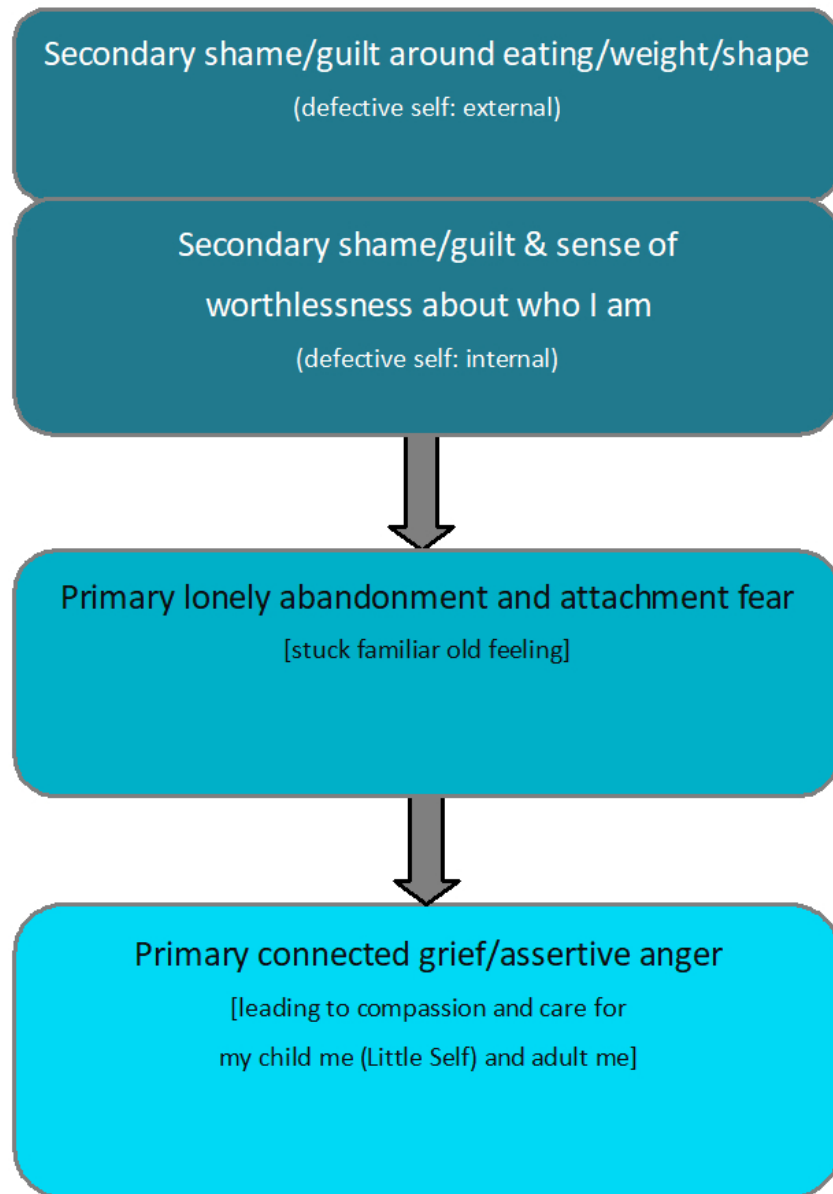 Secondary shame/guilt around eating/weight/shape
(defective self: external)
Secondary shame/guilt & sense of
worthlessness about who I am
(defective self: internal)
Primary lonely abandonment and attachment fear
[stuck familiar old feeling]
Primary connected grief/assertive anger
[leading to compassion and care for
my child me (Little Self) and adult me]